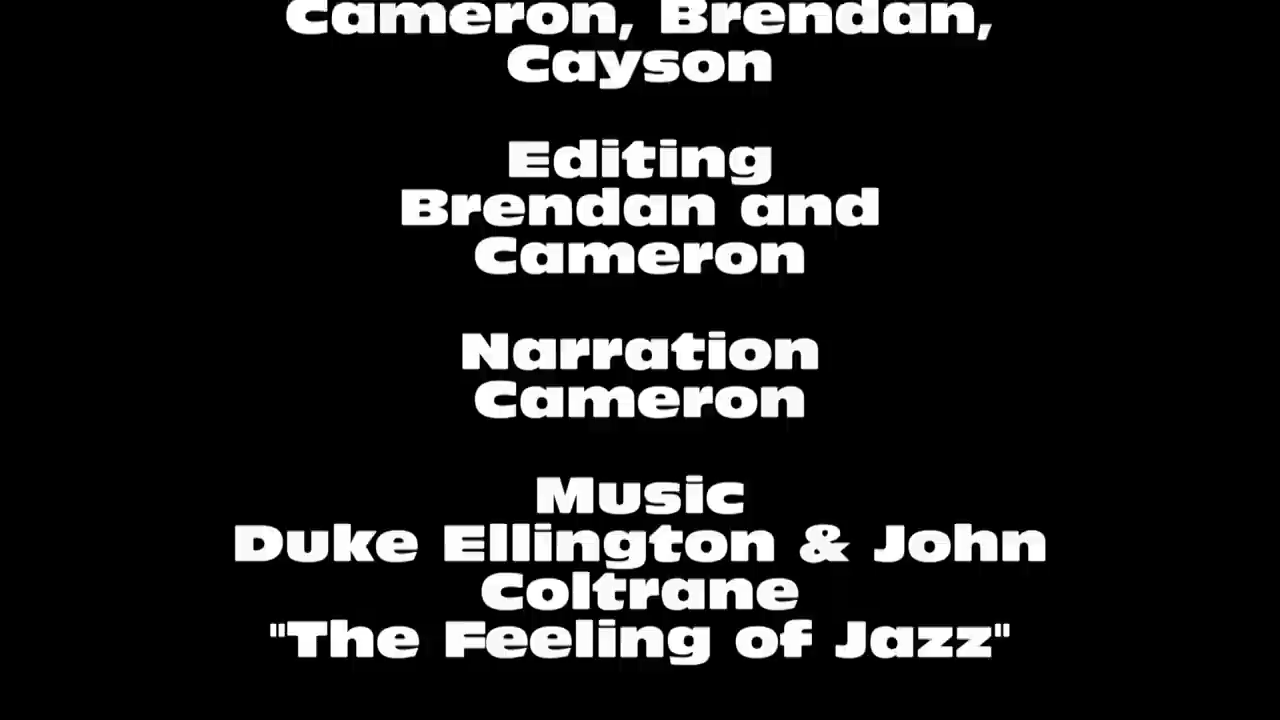 Cameron, Brendan,
Cayson
Editing
Brendan and
Cameron
Narration
Cameron
Music
Duke Ellington & John
Coltrane
"The Feeling of Jazz"